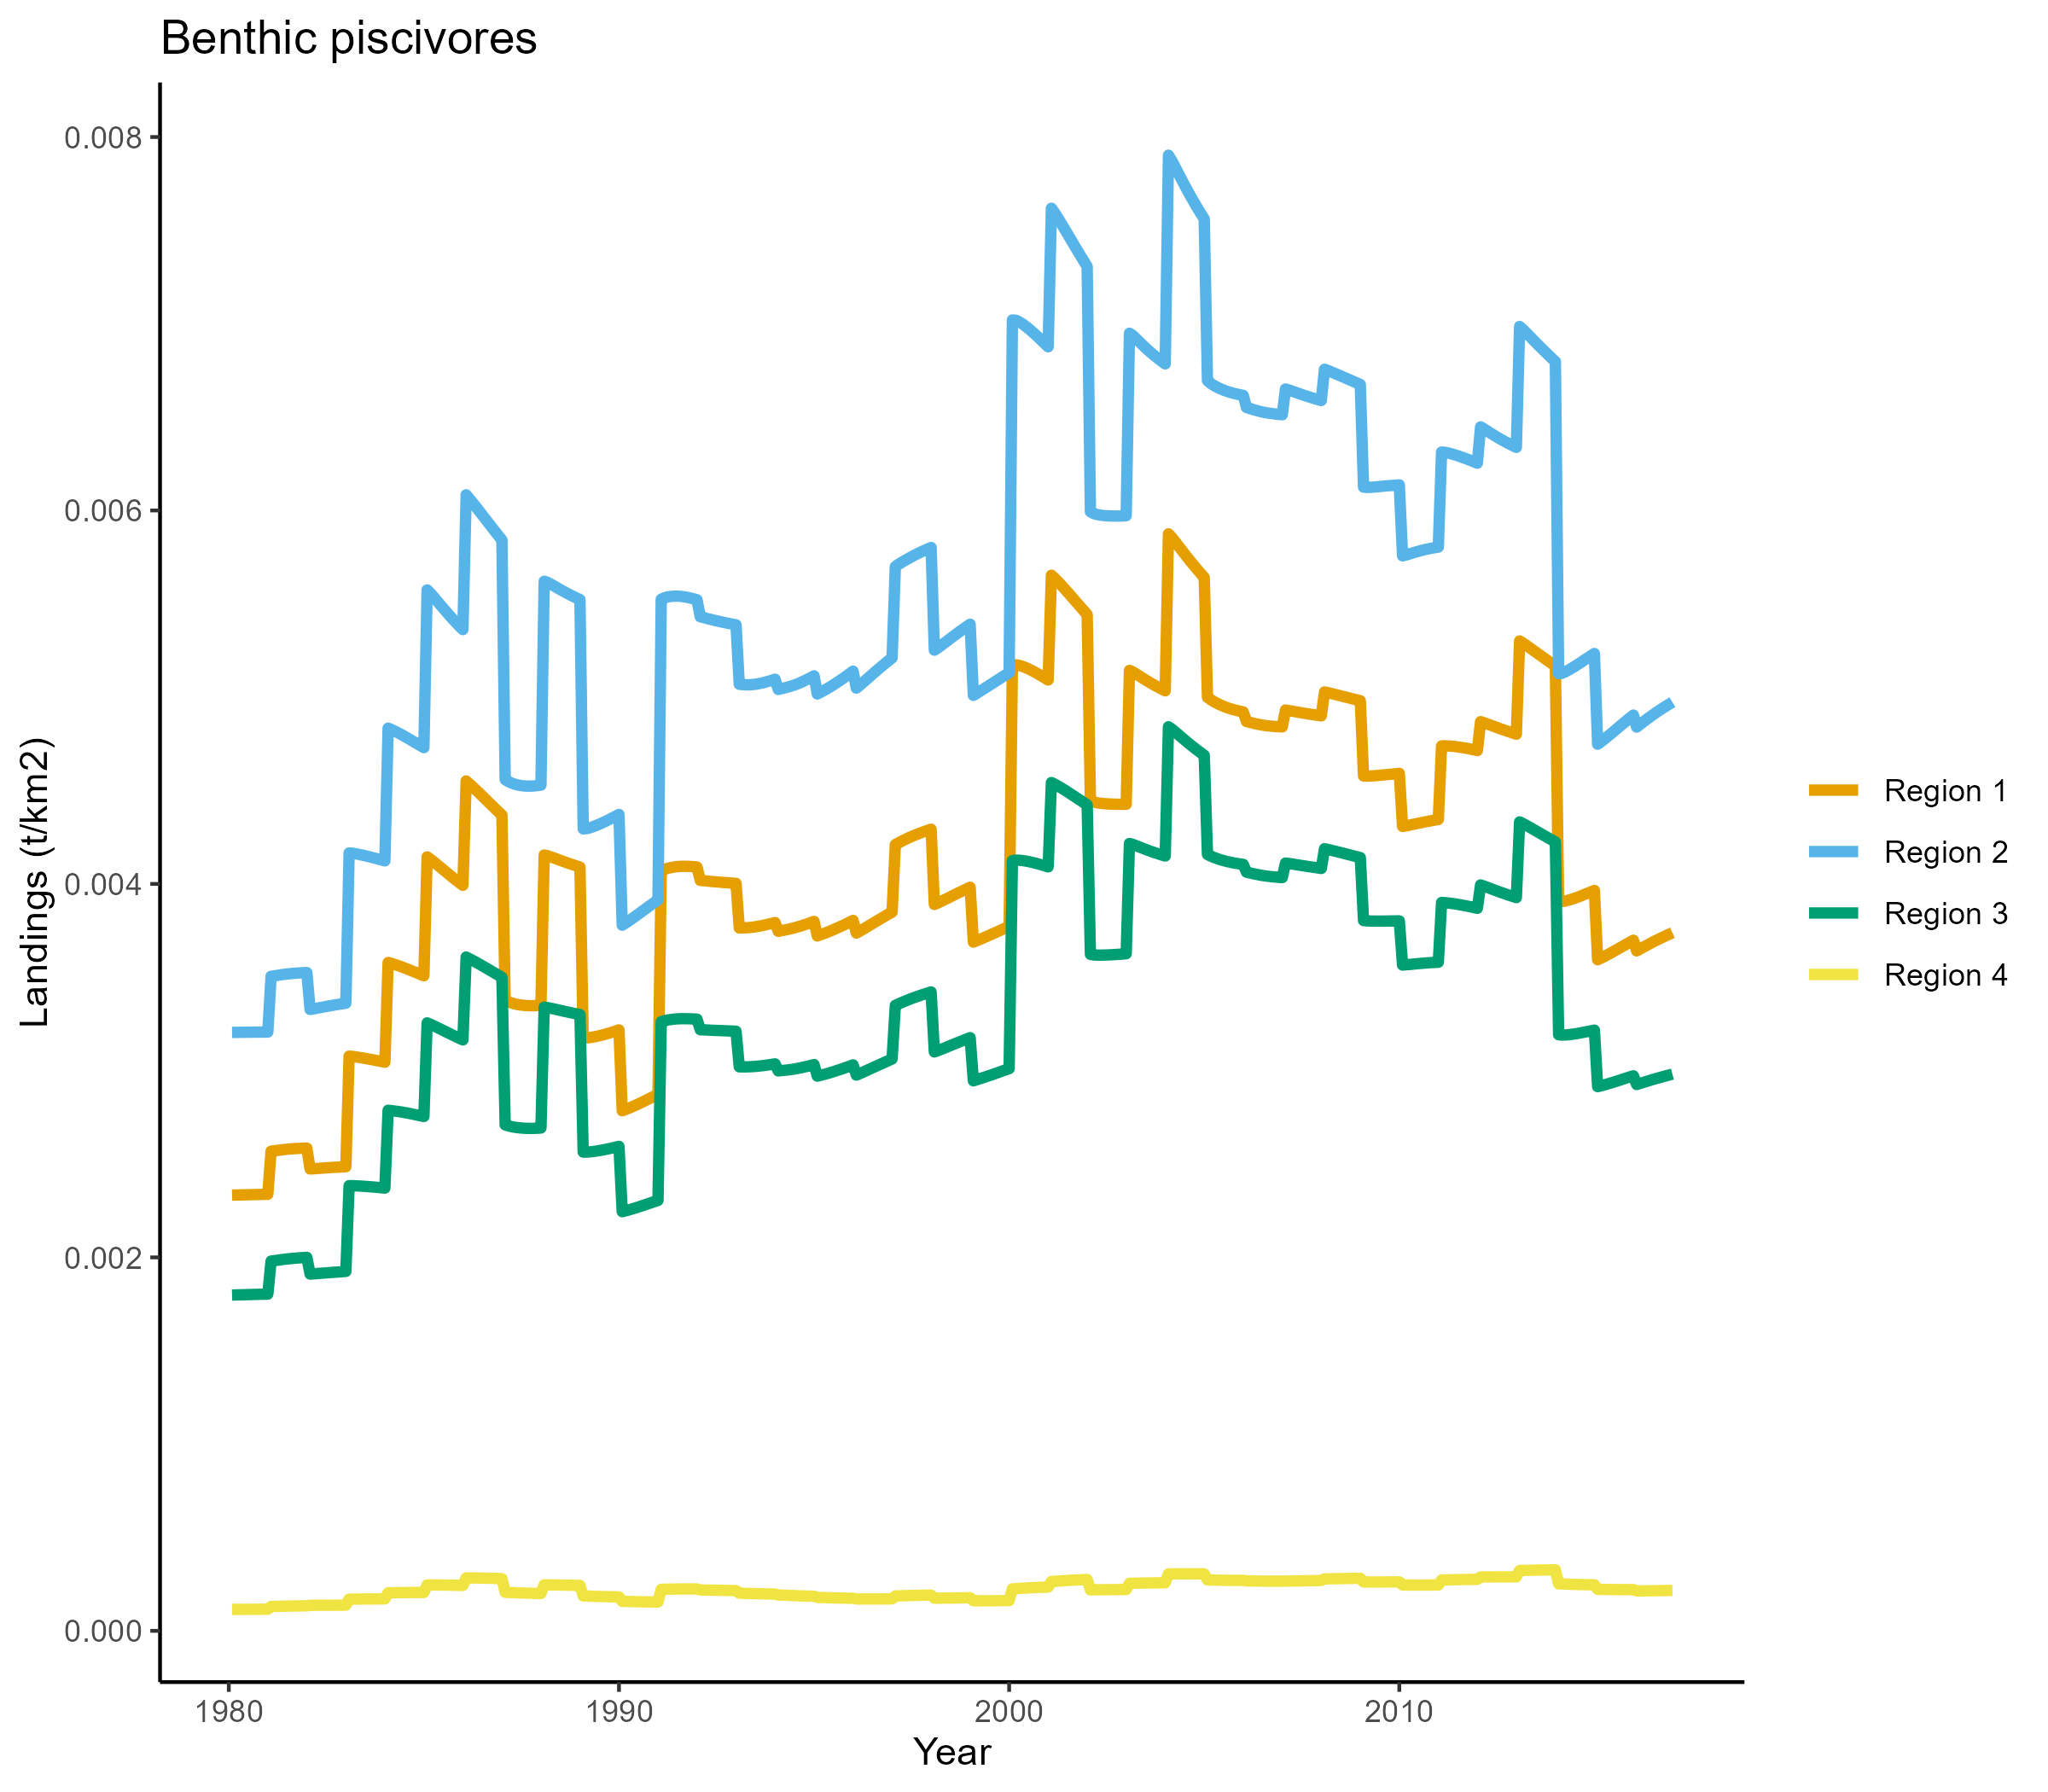 Benthic piscivores
Landings (t/km2)
0.008
0.006
0.004
0.002
0.000
1980
1990
2000
2010
Year
Region 1
Region 2
Region 3
Region 4